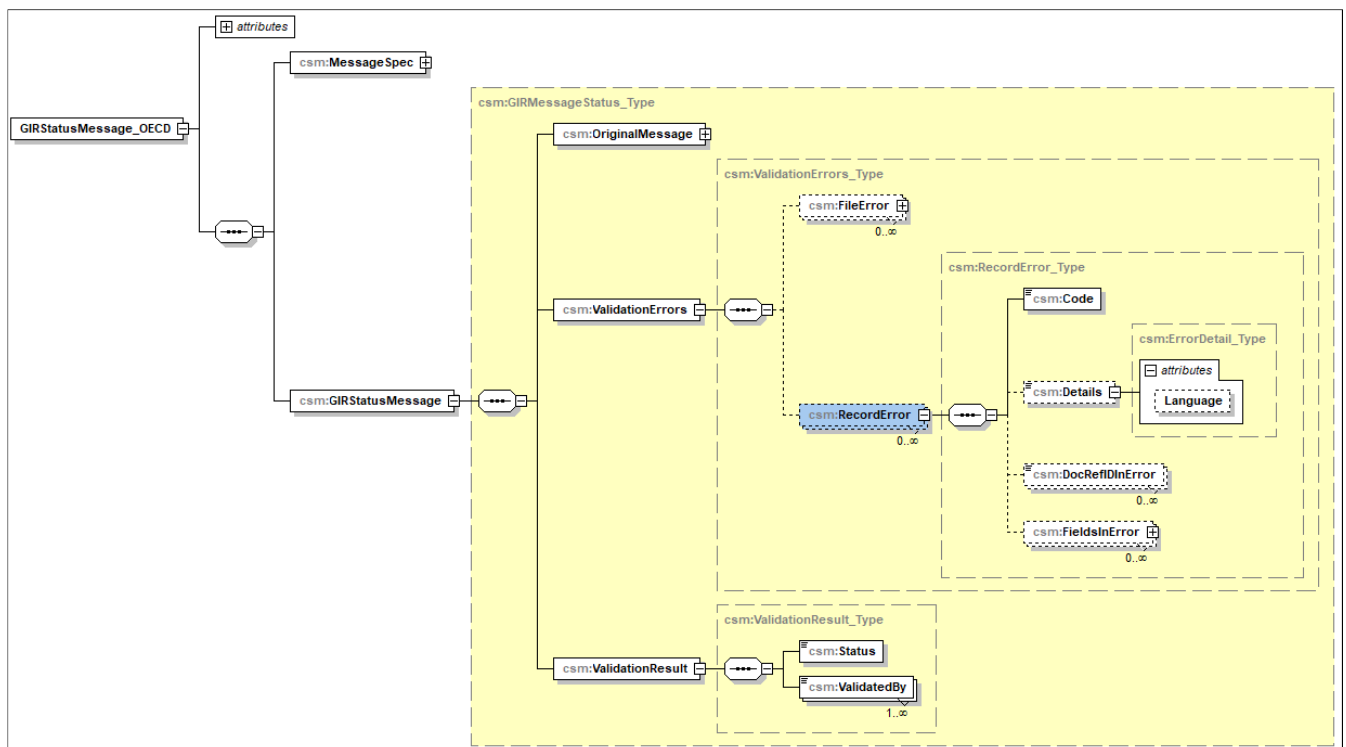 attributes
csm:MessageSpec
csm:GIRMessageStatus_Type
GIRStatusMessage_OECD
csm:OriginalMessage
csm:ValidationErrors_Type
csm:FileError
0..∞
csm:RecordError_Type
csm:Code
csm:ValidationErrors
csm:ErrorDetail_Type
attributes
csm:Details
Language
csm:GIRStatusMessage
csm:RecordError
0..∞
csm:DocRefIDInError
0..∞
csm:FieldsInError
0..∞
csm:ValidationResult_Type
csm:Status
csm:ValidationResult
csm:ValidatedBy
1..∞